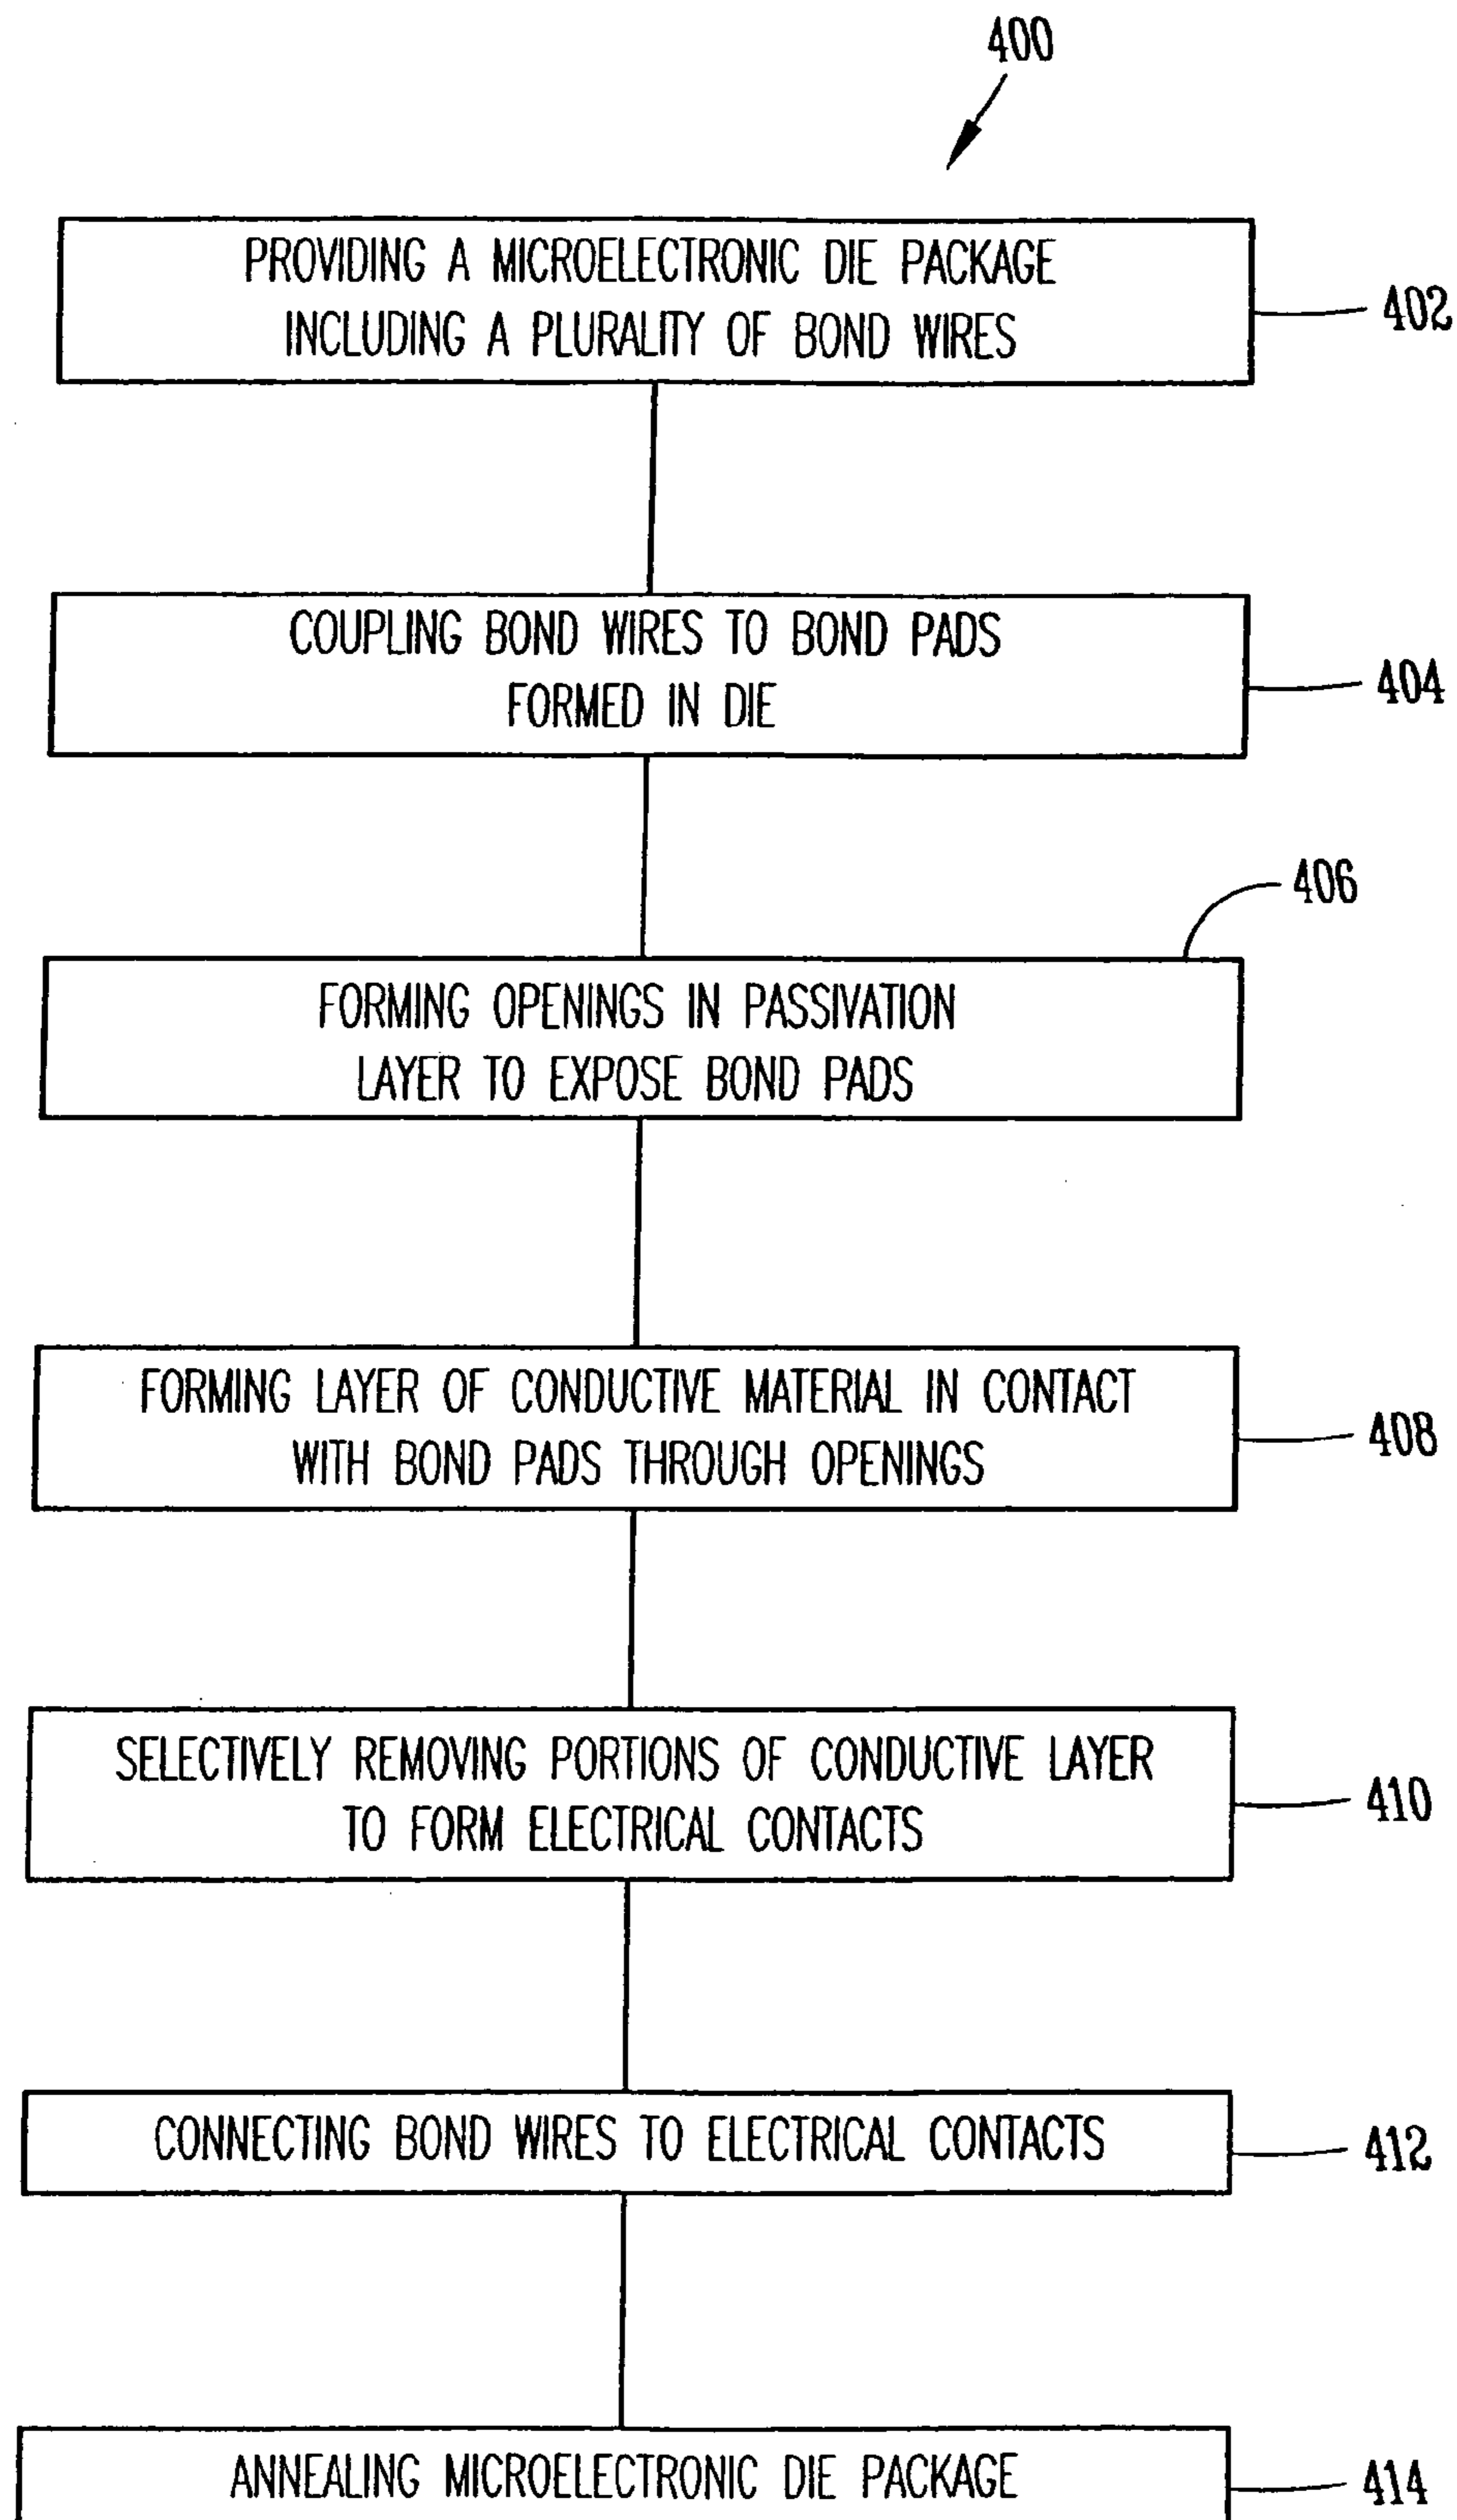 400
PROVIDING A MICROELECTRONIC DIE PACKAGE
INCLUDING A PLURALITY OF BOND WIRES
402
COUPLING BOND WIRES TO BOND PADS
FORMED IN DIE
404
406
FORMING OPENINGS IN PASSIVATION
LAYER TO EXPOSE BOND PADS
FORMING LAYER OF CONDUCTIVE MATERIAL IN CONTACT
WITH BOND PADS THROUGH OPENINGS
408
SELECTIVELY REMOVING PORTIONS OF CONDUCTIVE LAYER
TO FORM ELECTRICAL CONTACTS
410
CONNECTING BOND WIRES TO ELECTRICAL CONTACTS
412
ANNEALING MICROELECTRONIC DIE PACKAGE
414